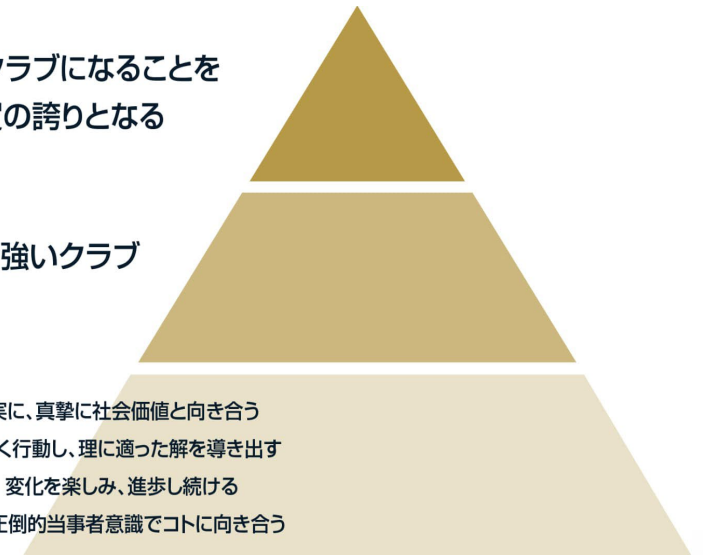 クラブになることを
の誇りとなる
強いクラブ
実に、真摯に社会価値と向き合う
く行動し、理に適った解を導き出す
変化を楽しみ、進歩し続ける
圧倒的当事者意識でコトに向き合う